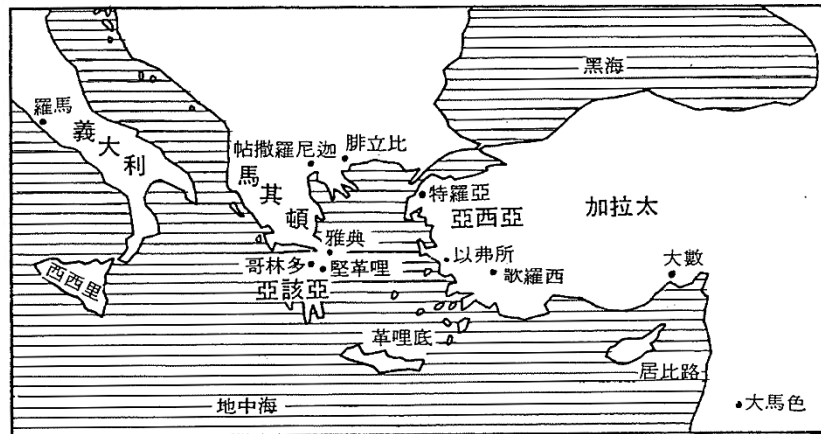 黑海
羅馬
義大利
帖撒羅尼迦
腓立比
馬其頓
特羅亞
亞西亞
加拉太
雅典
以弗所
大數
哥林多
堅革哩
歌羅西
西西里
亞該亞
革哩底
居比路
地中海
大馬色